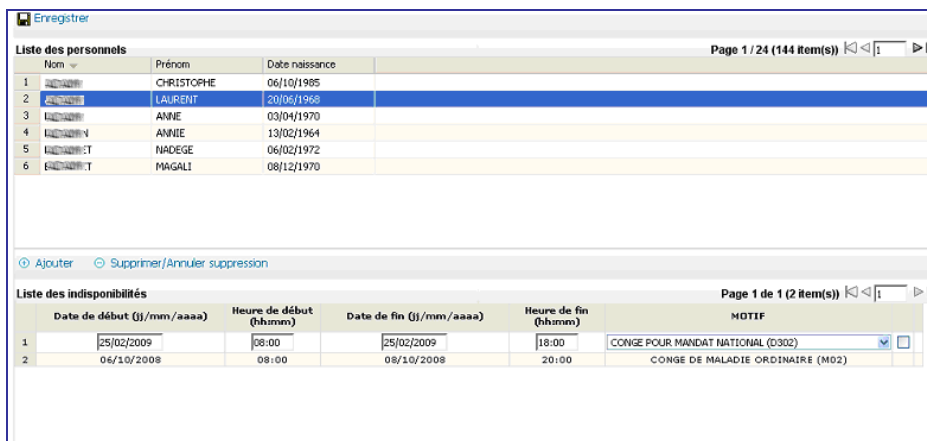 Enregistrer
Liste des personnels Page 1 / 24 (144 item(s)) 1
Nom Prénom Date naissance
1 CHRISTOPHE 06/10/1985
2 LAURENT 20/06/1968
3 ANNE 03/04/1970
4 ANNIE 13/02/1964
5 NADEGE 06/02/1972
6 MAGALI 08/12/1970
Ajouter Supprimer/Annuler suppression
Liste des indisponibilités Page 1 de 1 (2 item(s)) 1
Date de début (jj/mm/aaaa) Heure de début (hh:mm) Date de fin (jj/mm/aaaa) Heure de fin (hh:mm) MOTIF
1 25/02/2009 08:00 25/02/2009 18:00 CONGE POUR MANDAT NATIONAL (D302)
2 06/10/2008 08:00 08/10/2008 20:00 CONGE DE MALADIE ORDINAIRE (M02)